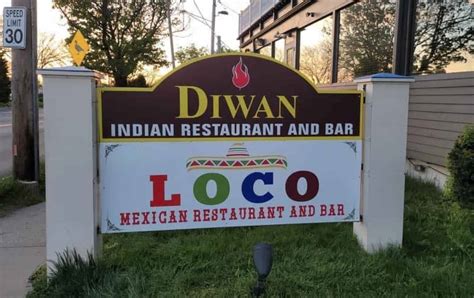 SPEED
LIMIT
30
DIWAN
INDIAN RESTAURANT AND BAR
LOCO
MEXICAN RESTAURANT AND BAR